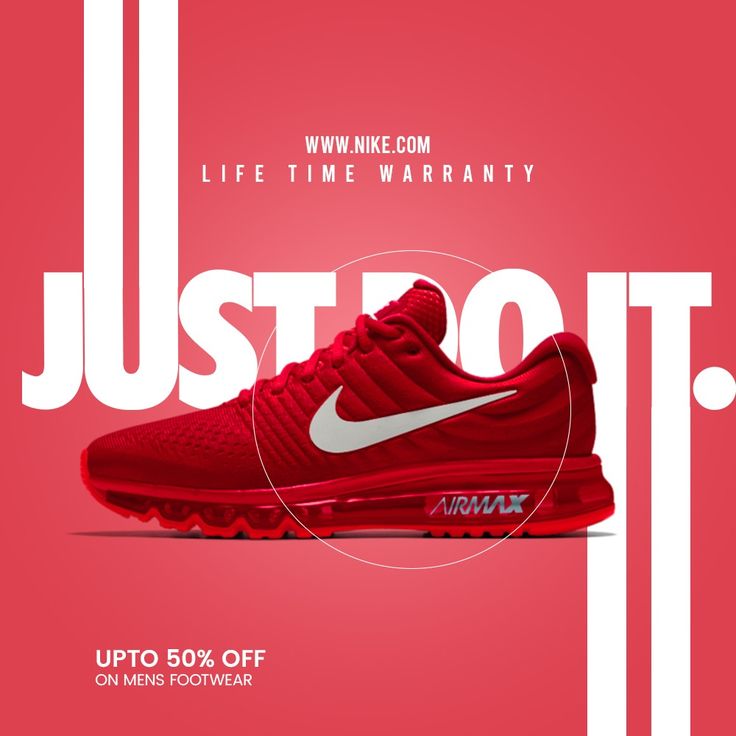 WWW.NIKE.COM
LIFE TIME WARRANTY
JUST DO IT.
AIRMAX
UPTO 50% OFF
ON MENS FOOTWEAR